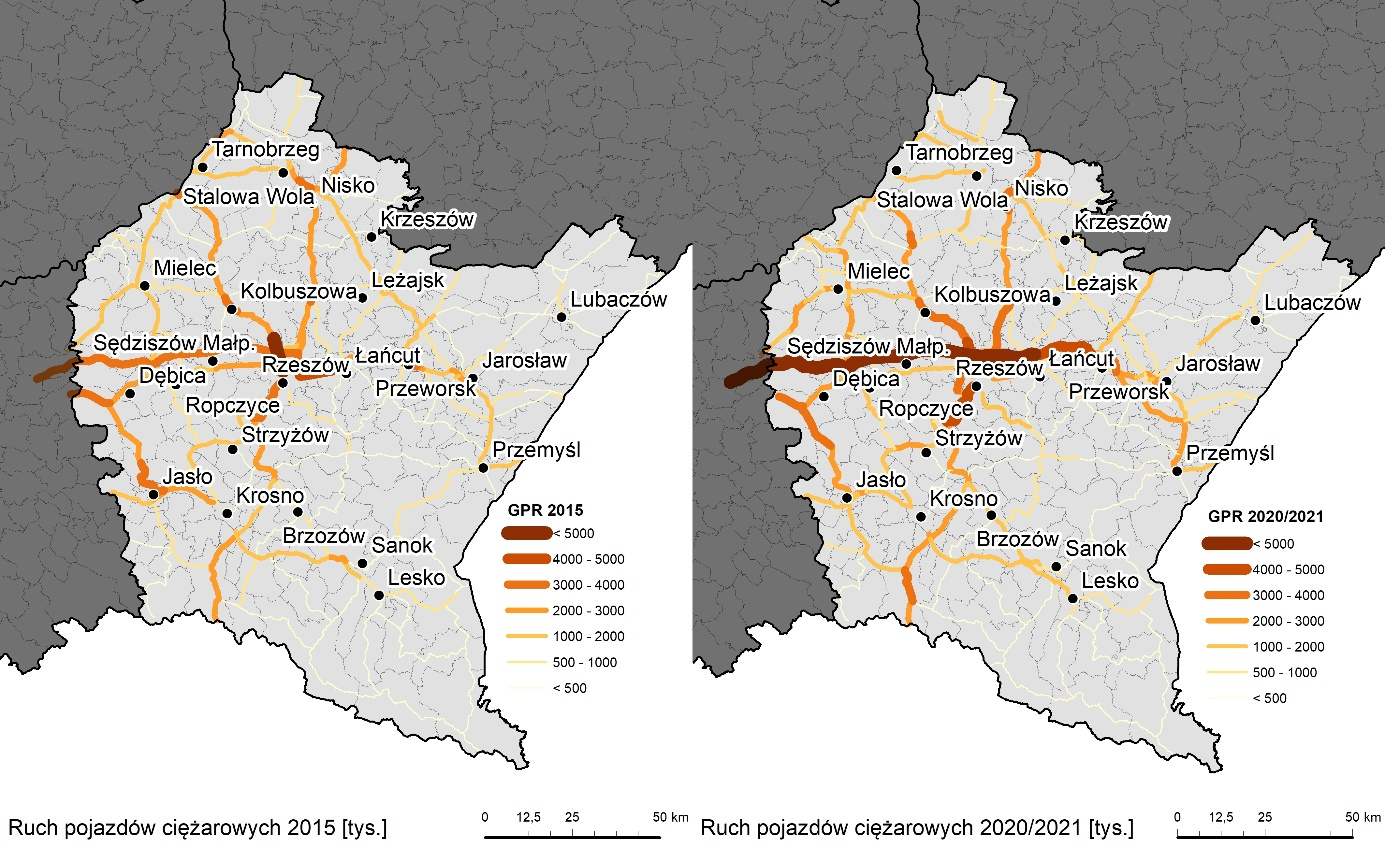 Tarnobrzeg
Stalowa Wola
Nisko
Krzeszów
Mielec
Kolbuszowa
Leżajsk
Lubaczów
Sędziszów Małp.
Rzeszów
Łańcut
Jarosław
Dębica
Przeworsk
Ropczyce
Strzyżów
Przemyśl
Jasło
Krosno
Brzozów
Sanok
Lesko
GPR 2015
< 5000
4000 - 5000
3000 - 4000
2000 - 3000
1000 - 2000
500 - 1000
< 500
Ruch pojazdów ciężarowych 2015 [tys.]
0 12,5 25 50 km
Tarnobrzeg
Stalowa Wola
Nisko
Krzeszów
Mielec
Kolbuszowa
Leżajsk
Lubaczów
Sędziszów Małp.
Rzeszów
Łańcut
Jarosław
Dębica
Przeworsk
Ropczyce
Strzyżów
Przemyśl
Jasło
Krosno
Brzozów
Sanok
Lesko
GPR 2020/2021
< 5000
4000 - 5000
3000 - 4000
2000 - 3000
1000 - 2000
500 - 1000
< 500
Ruch pojazdów ciężarowych 2020/2021 [tys.]
0 12,5 25 50 km